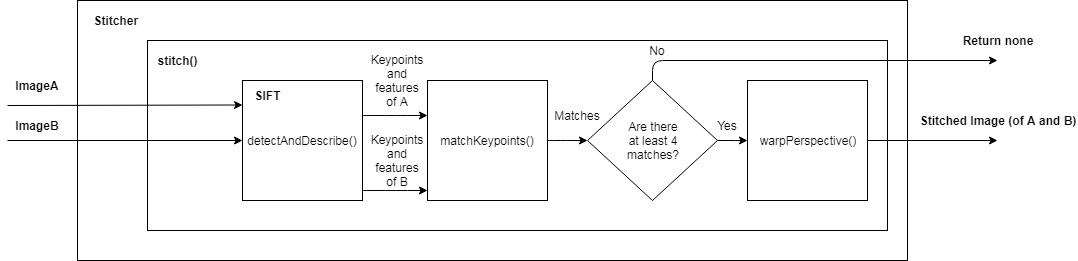 Stitcher
stitch()
ImageA
ImageB
SIFT
detectAndDescribe()
Keypoints
and
features
of A
Keypoints
and
features
of B
matchKeypoints()
Matches
Are there
at least 4
matches?
No
Yes
warpPerspective()
Return none
Stitched Image (of A and B)